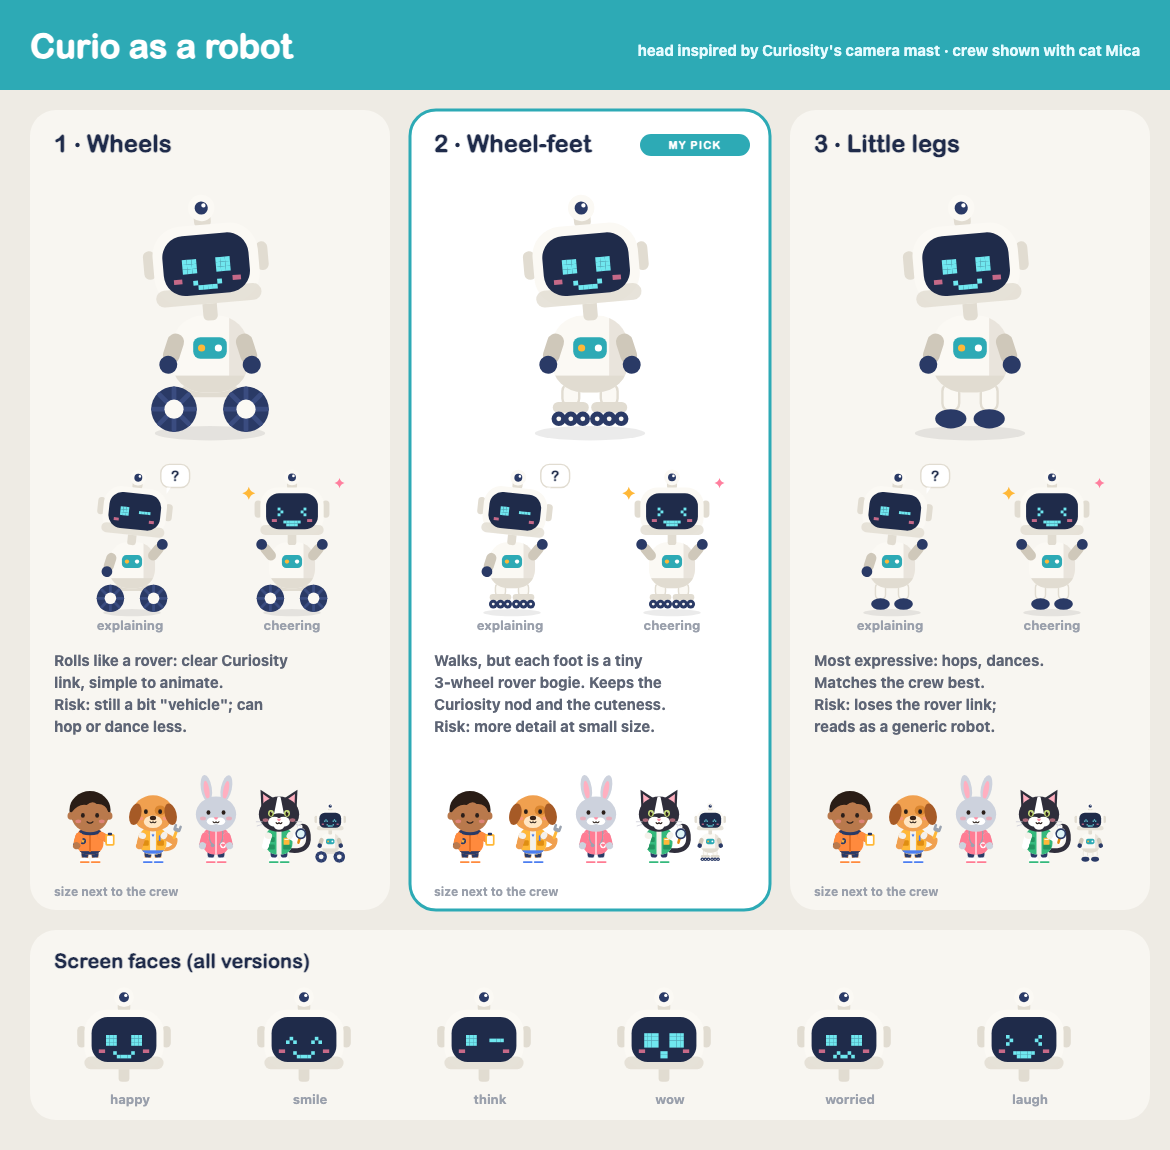 Curio as a robot
head inspired by Curiosity's camera mast · crew shown with cat Mica
1 · Wheels
?
explaining
cheering
Rolls like a rover: clear Curiosity
link, simple to animate.
Risk: still a bit "vehicle"; can
hop or dance less.
size next to the crew
2 · Wheel-feet
MY PICK
?
explaining
cheering
Walks, but each foot is a tiny
3-wheel rover bogie. Keeps the
Curiosity nod and the cuteness.
Risk: more detail at small size.
size next to the crew
3 · Little legs
?
explaining
cheering
Most expressive: hops, dances.
Matches the crew best.
Risk: loses the rover link;
reads as a generic robot.
size next to the crew
Screen faces (all versions)
happy
smile
think
wow
worried
laugh